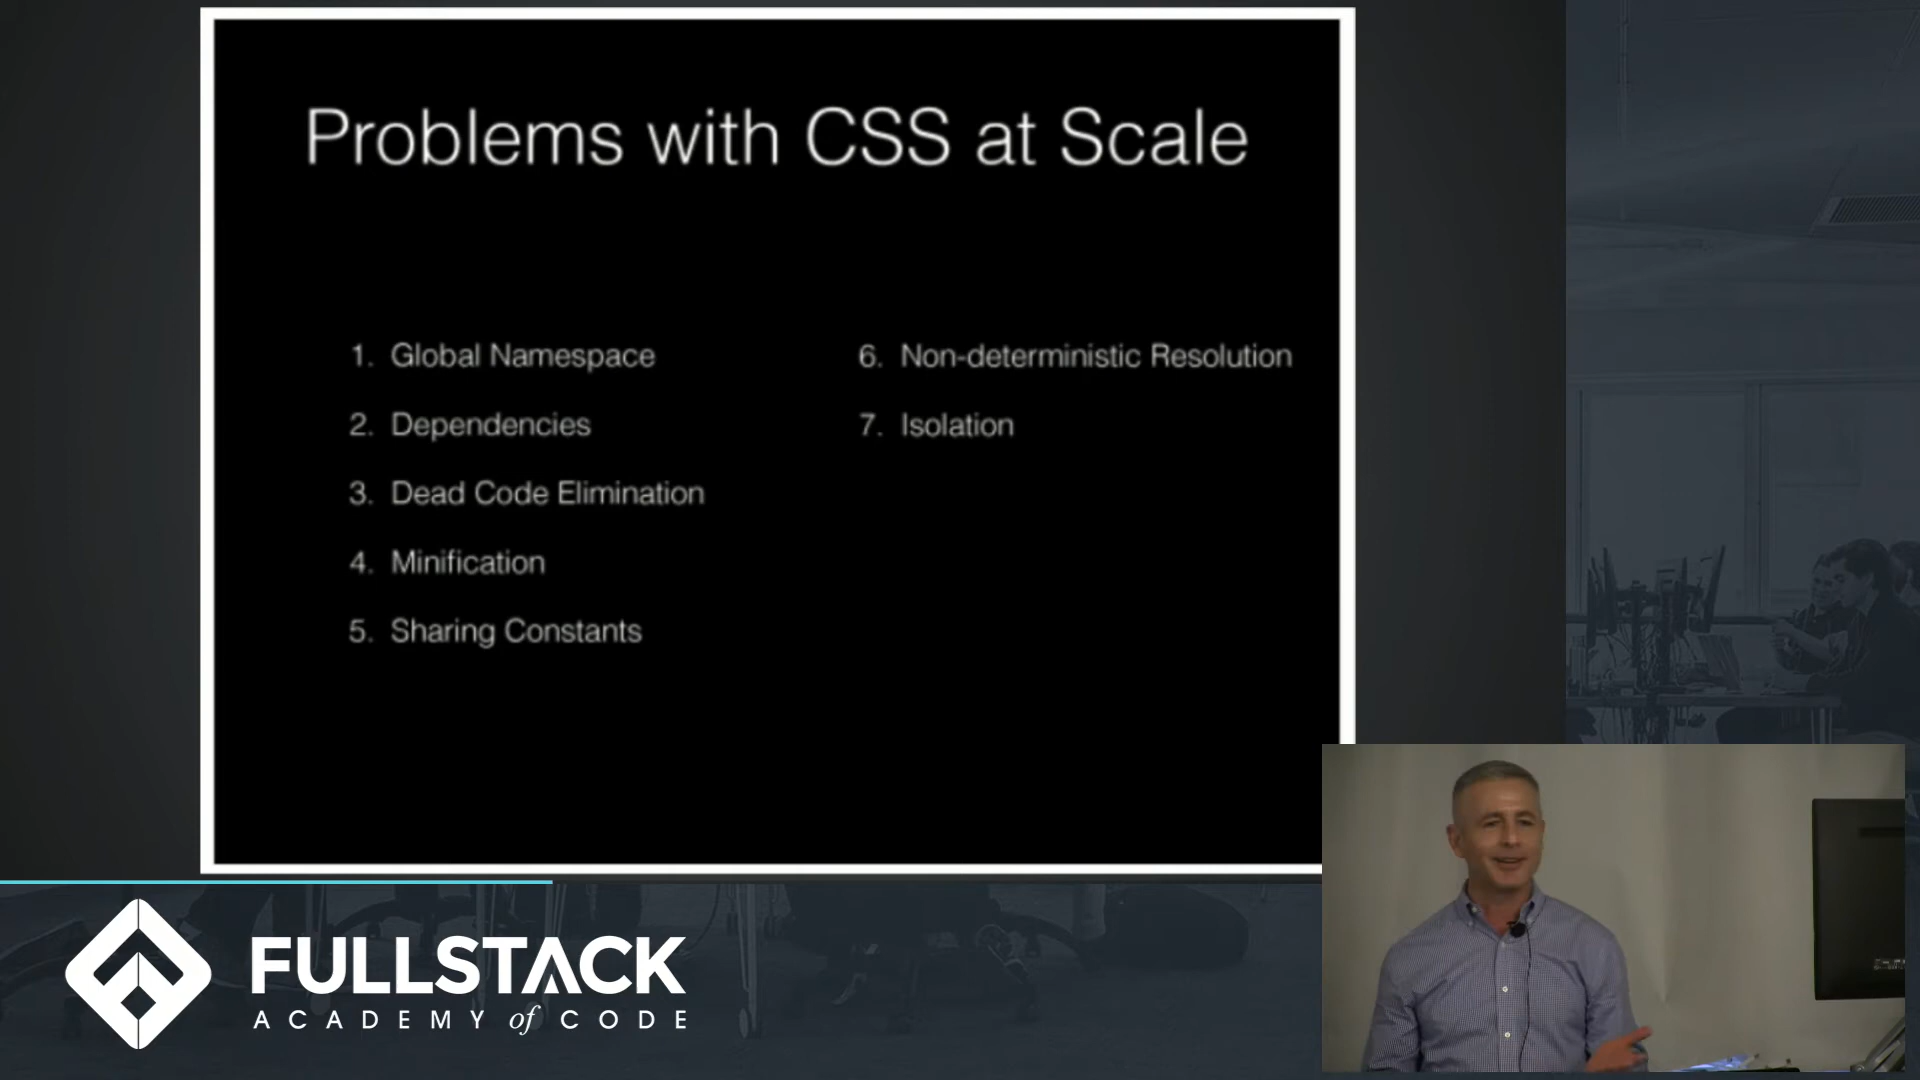 Problems with CSS at Scale
1. Global Namespace
2. Dependencies
3. Dead Code Elimination
4. Minification
5. Sharing Constants
6. Non-deterministic Resolution
7. Isolation
FULLSTACK
ACADEMY of CODE